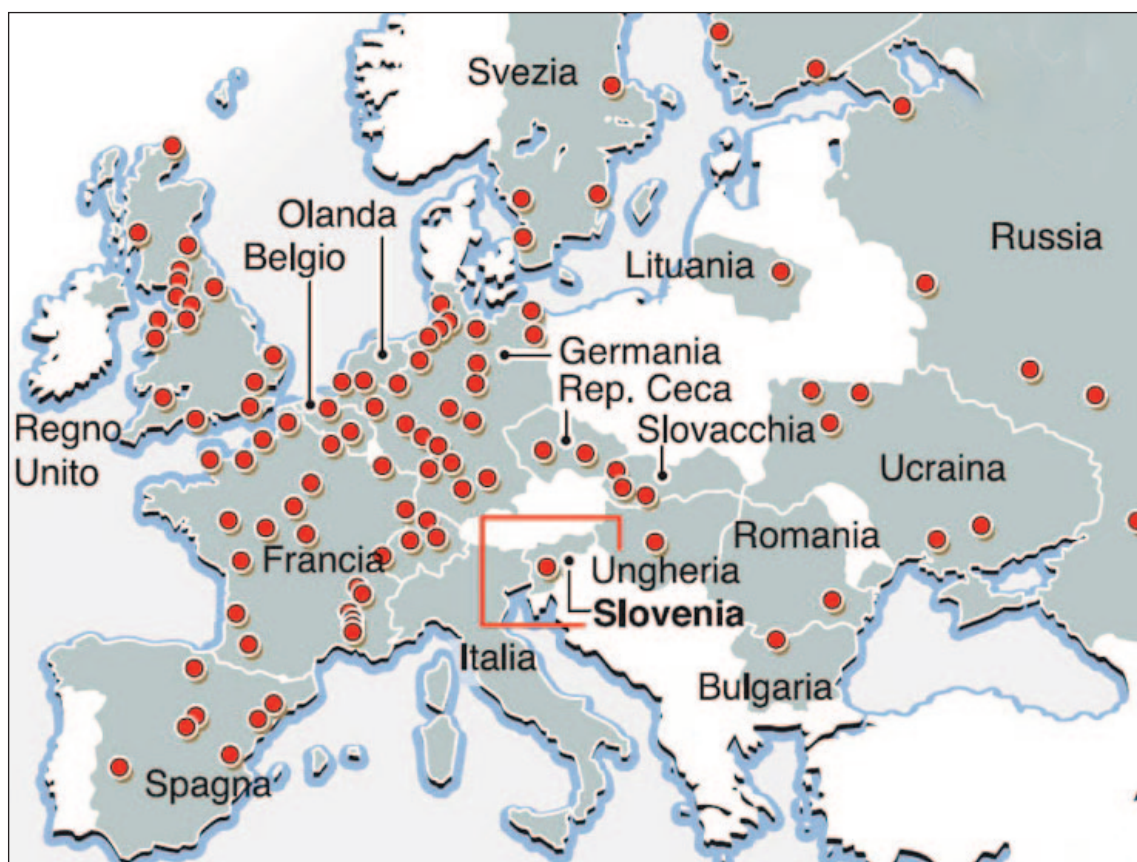 Svezia
Olanda
Belgio
Russia
Lituania
Germania
Rep. Ceca
Slovacchia
Regno
Unito
Ucraina
Romania
Francia
Ungheria
Slovenia
Italia
Bulgaria
Spagna